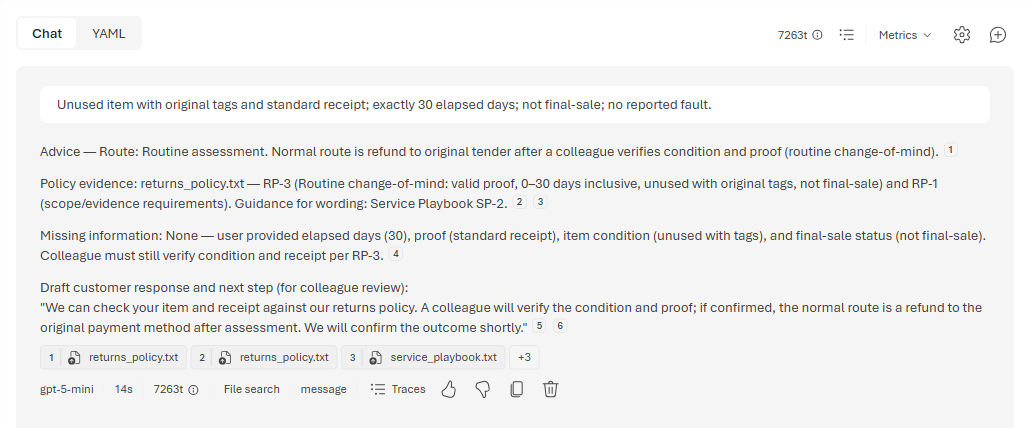 Chat YAML 7263t Metrics
Unused item with original tags and standard receipt; exactly 30 elapsed days; not final-sale; no reported fault.
Advice — Route: Routine assessment. Normal route is refund to original tender after a colleague verifies condition and proof (routine change-of-mind). 1
Policy evidence: returns_policy.txt — RP-3 (Routine change-of-mind: valid proof, 0–30 days inclusive, unused with original tags, not final-sale) and RP-1
(scope/evidence requirements). Guidance for wording: Service Playbook SP-2. 2 3
Missing information: None — user provided elapsed days (30), proof (standard receipt), item condition (unused with tags), and final-sale status (not final-sale).
Colleague must still verify condition and receipt per RP-3. 4
Draft customer response and next step (for colleague review):
"We can check your item and receipt against our returns policy. A colleague will verify the condition and proof; if confirmed, the normal route is a refund to the
original payment method after assessment. We will confirm the outcome shortly." 5 6
1 returns_policy.txt 2 returns_policy.txt 3 service_playbook.txt +3
gpt-5-mini 14s 7263t File search message Traces